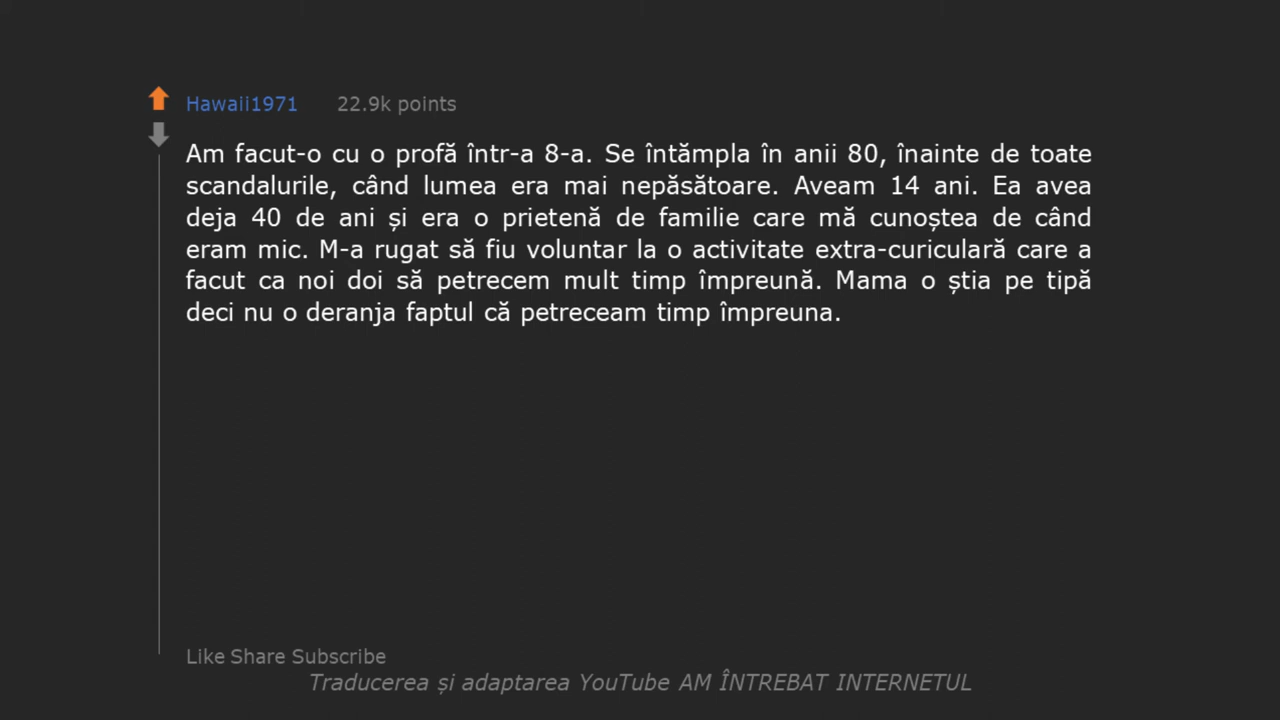 Hawaii1971 22.9k points
Am facut-o cu o profă într-a 8-a. Se întămpla în anii 80, înainte de toate
scandalurile, când lumea era mai nepăsătoare. Aveam 14 ani. Ea avea
deja 40 de ani și era o prietenă de familie care mă cunoștea de când
eram mic. M-a rugat să fiu voluntar la o activitate extra-curiculară care a
facut ca noi doi să petrecem mult timp împreună. Mama o știa pe tipă
deci nu o deranja faptul că petreceam timp împreuna.
Like Share Subscribe
Traducerea și adaptarea YouTube AM ÎNTREBAT INTERNETUL